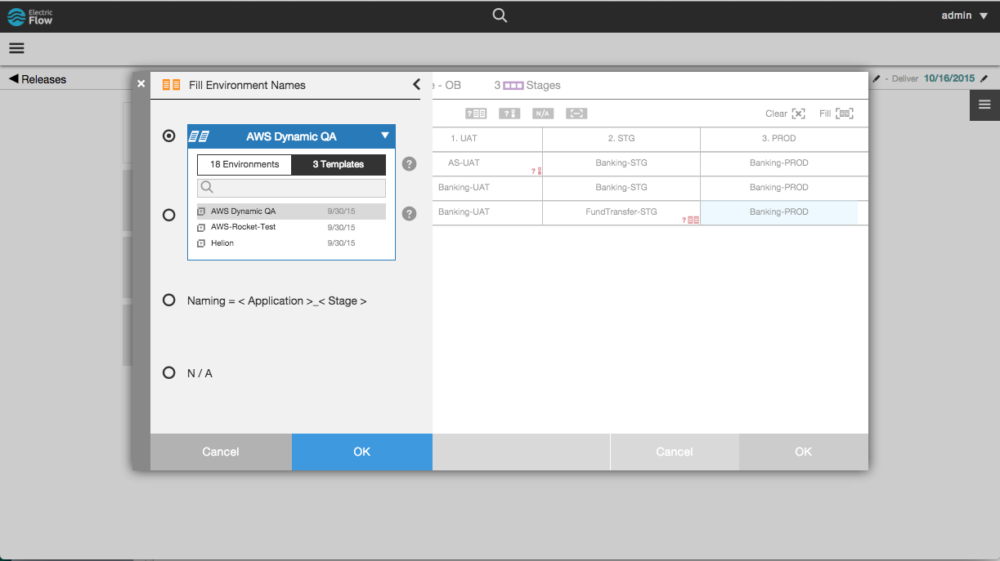 Electric
Flow
admin
Releases
Fill Environment Names
- OB
3 Stages
- Deliver 10/16/2015
? ? N/A
Clear
Fill
AWS Dynamic QA
18 Environments
3 Templates
?
AWS Dynamic QA 9/30/15
AWS-Rocket-Test 9/30/15
Helion 9/30/15
?
Naming = < Application >_< Stage >
N / A
Cancel
OK
1. UAT 2. STG 3. PROD
AS-UAT ? Banking-STG Banking-PROD
Banking-UAT Banking-STG Banking-PROD
Banking-UAT FundTransfer-STG ? Banking-PROD
Cancel
OK